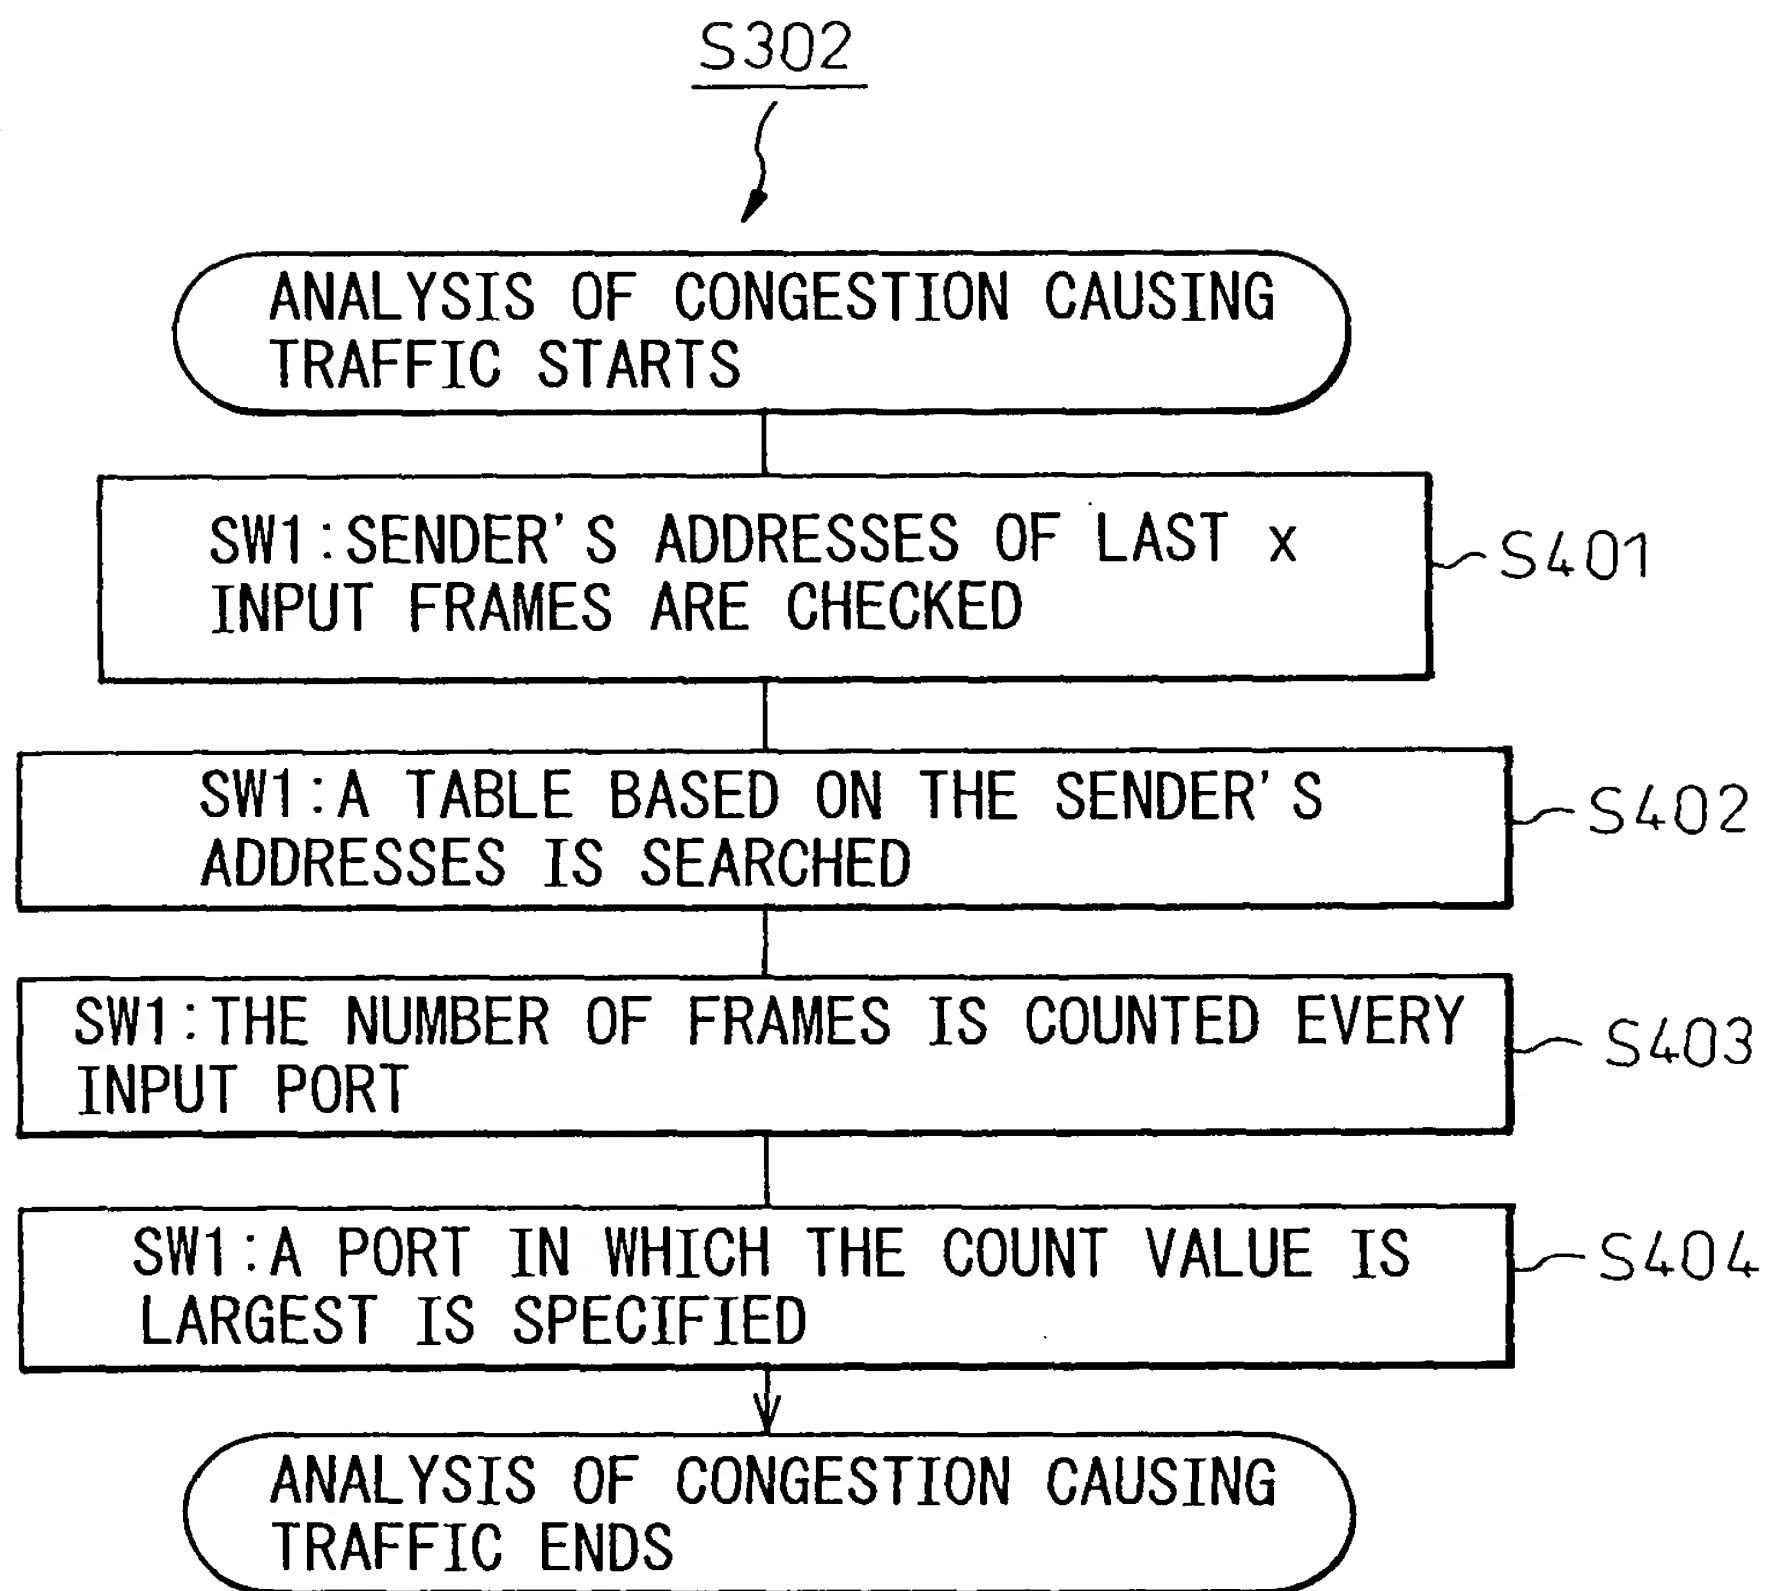 S302
ANALYSIS OF CONGESTION CAUSING
TRAFFIC STARTS
SW1:SENDER'S ADDRESSES OF LAST x
INPUT FRAMES ARE CHECKED
S401
SW1:A TABLE BASED ON THE SENDER'S
ADDRESSES IS SEARCHED
S402
SW1:THE NUMBER OF FRAMES IS COUNTED EVERY
INPUT PORT
S403
SW1:A PORT IN WHICH THE COUNT VALUE IS
LARGEST IS SPECIFIED
S404
ANALYSIS OF CONGESTION CAUSING
TRAFFIC ENDS